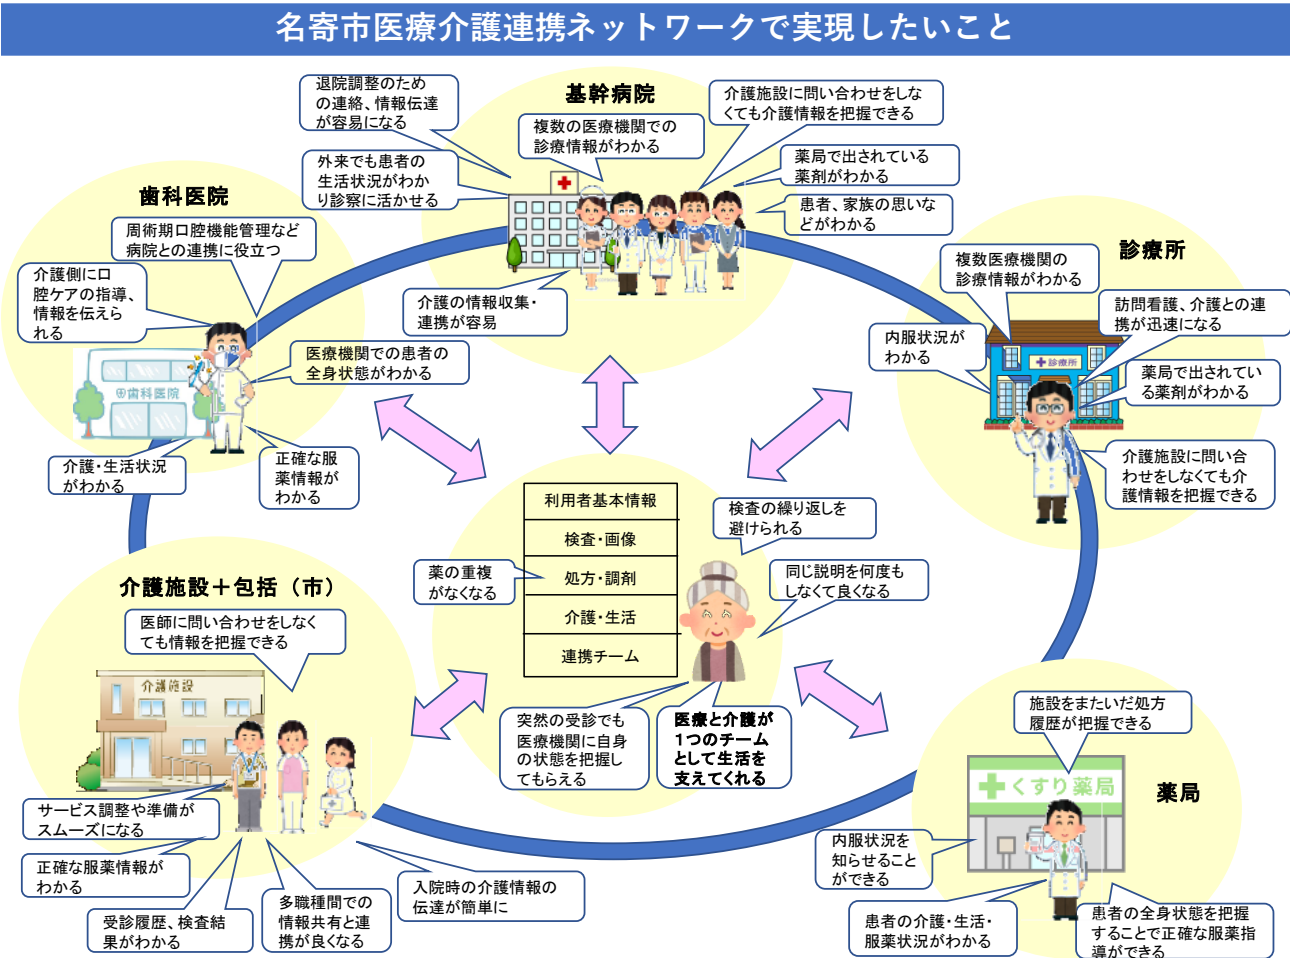 名寄市医療介護連携ネットワークで実現したいこと
基幹病院
退院調整のため
の連絡、情報伝達
が容易になる
複数の医療機関での
診療情報がわかる
介護施設に問い合わせをしな
くても介護情報を把握できる
外来でも患者の
生活状況がわか
り診察に活かせる
薬局で出されている
薬剤がわかる
患者、家族の思いな
どがわかる
介護の情報収集・
連携が容易
歯科医院
周術期口腔機能管理など
病院との連携に役立つ
介護側に口
腔ケアの指導、
情報を伝えら
れる
医療機関での患者の
全身状態がわかる
歯科医院
介護・生活状況
がわかる
正確な服
薬情報が
わかる
診療所
複数医療機関の
診療情報がわかる
訪問看護、介護との連
携が迅速になる
内服状況が
わかる
診療所
薬局で出されてい
る薬剤がわかる
介護施設に問い合
わせをしなくても介
護情報を把握できる
利用者基本情報
検査・画像
処方・調剤
介護・生活
連携チーム
検査の繰り返しを
避けられる
薬の重複
がなくなる
同じ説明を何度も
しなくて良くなる
突然の受診でも
医療機関に自身
の状態を把握し
てもらえる
医療と介護が
1つのチーム
として生活を
支えてくれる
介護施設＋包括（市）
医師に問い合わせをしなく
ても情報を把握できる
介護施設
サービス調整や準備が
スムーズになる
正確な服薬情報が
わかる
受診履歴、検査結
果がわかる
多職種間での
情報共有と連
携が良くなる
入院時の介護情報の
伝達が簡単に
施設をまたいだ処方
履歴が把握できる
薬局
くすり薬局
内服状況を
知らせること
ができる
患者の介護・生活・
服薬状況がわかる
患者の全身状態を把握
することで正確な服薬指
導ができる